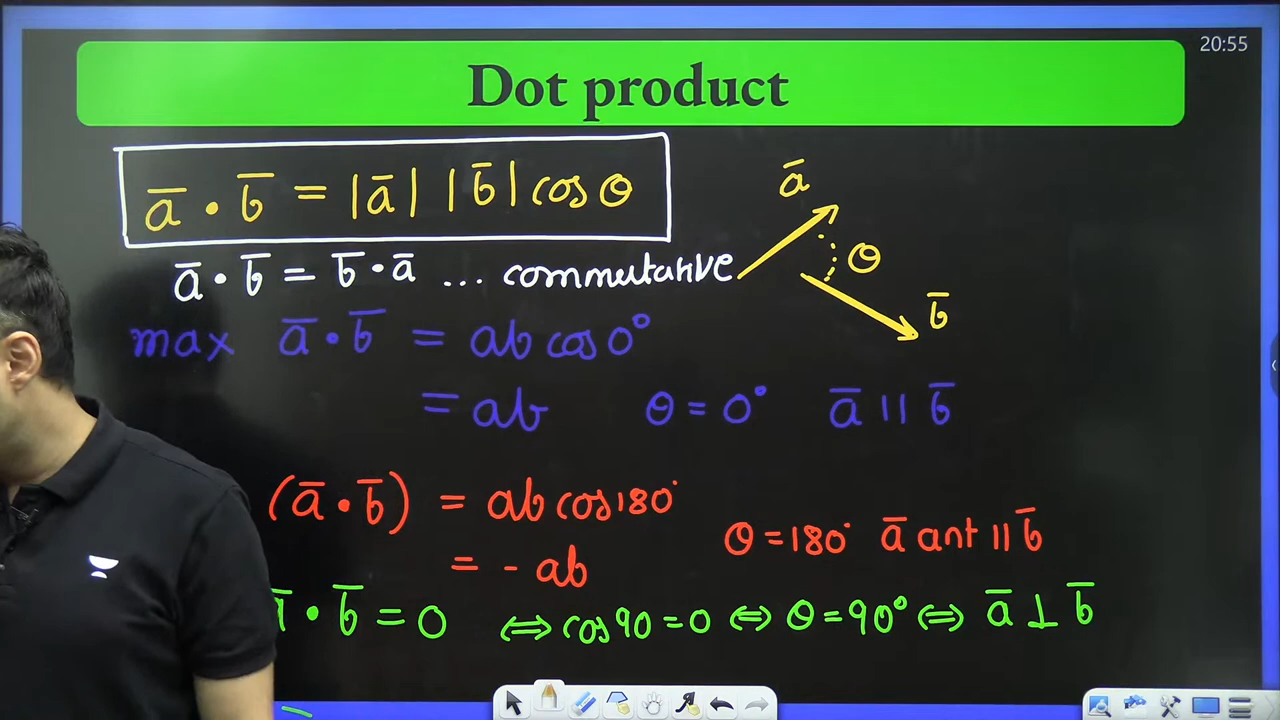 20:55
Dot product
a̅ · b̅ = |a̅| |b̅| cos θ
a̅
θ
b̅
a̅ · b̅ = b̅ · a̅ ... commutative
max a̅ · b̅ = ab cos 0°
= ab θ = 0° a̅ || b̅
(a̅ · b̅) = ab cos 180°
= - ab θ = 180° a̅ ant || b̅
a̅ · b̅ = 0 ⇔ cos 90 = 0 ⇔ θ = 90° ⇔ a̅ ⊥ b̅